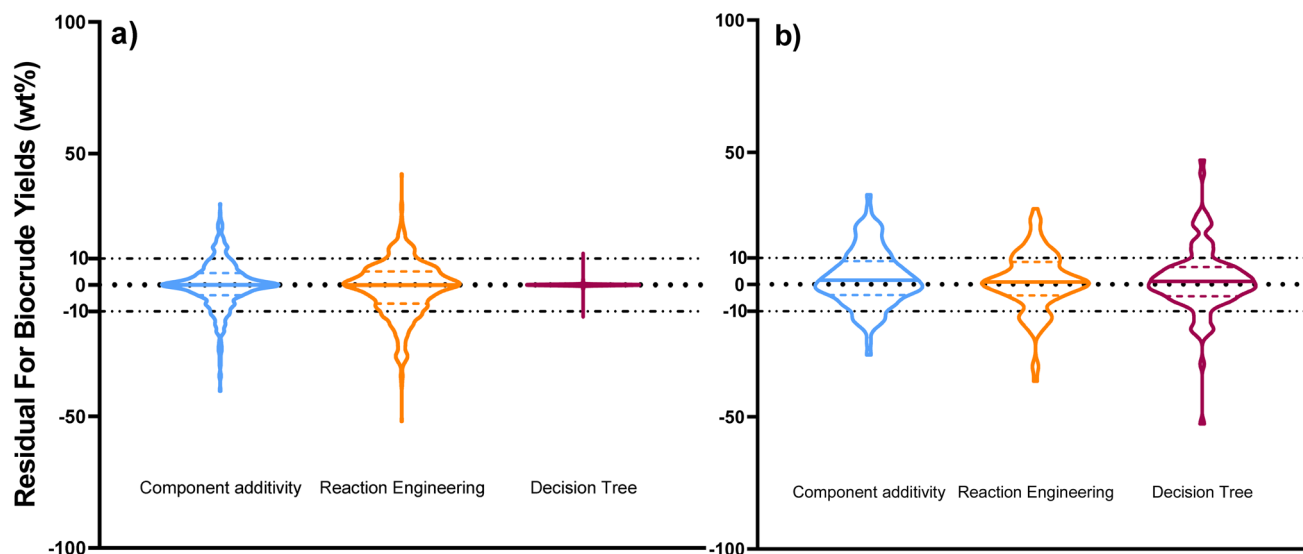 Residual For Biocrude Yields (wt%)
a)
100
50
10
0
-10
-50
-100
Component additivity
Reaction Engineering
Decision Tree
b)
100
50
10
0
-10
-50
-100
Component additivity
Reaction Engineering
Decision Tree